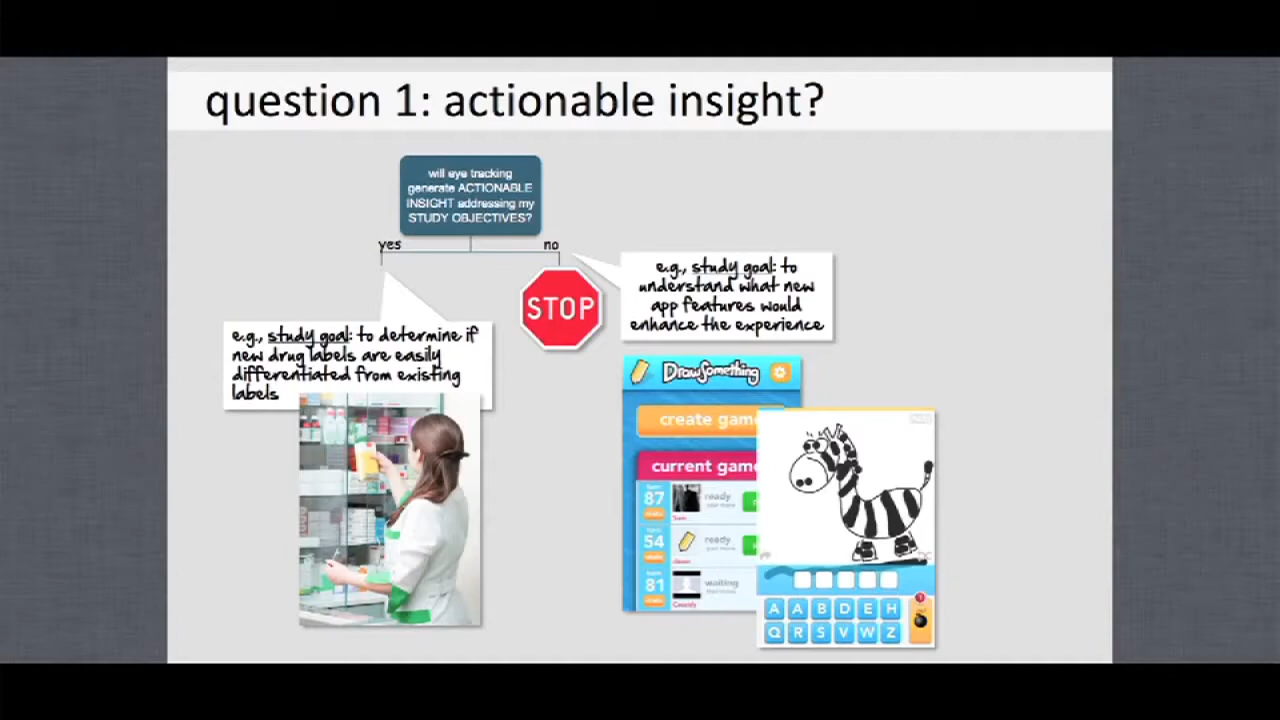 question 1: actionable insight?
will eye tracking
generate ACTIONABLE
INSIGHT addressing my
STUDY OBJECTIVES?
yes
no
e.g., study goal: to
understand what new
app features would
enhance the experience
STOP
e.g., study goal: to determine if
new drug labels are easily
differentiated from existing
labels
DrawSomething
create gam
current gam
87
ready
54
ready
81
waiting
A A B D E H
Q R S V W Z